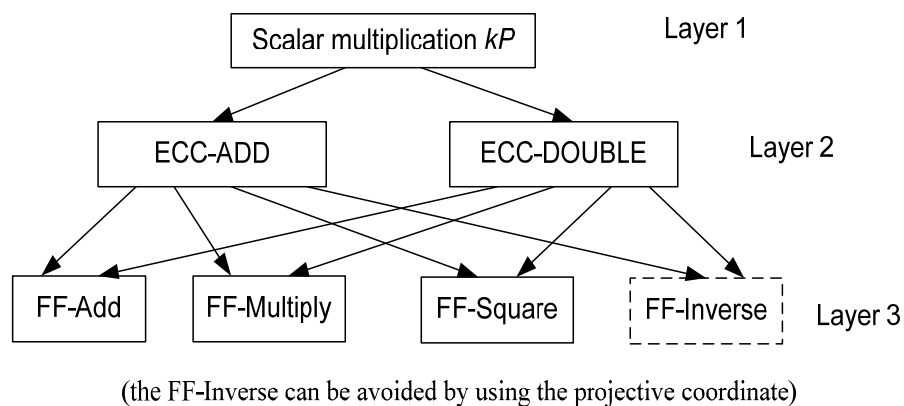 Scalar multiplication kP
Layer 1
ECC-ADD
ECC-DOUBLE
Layer 2
FF-Add
FF-Multiply
FF-Square
FF-Inverse
Layer 3
(the FF-Inverse can be avoided by using the projective coordinate)